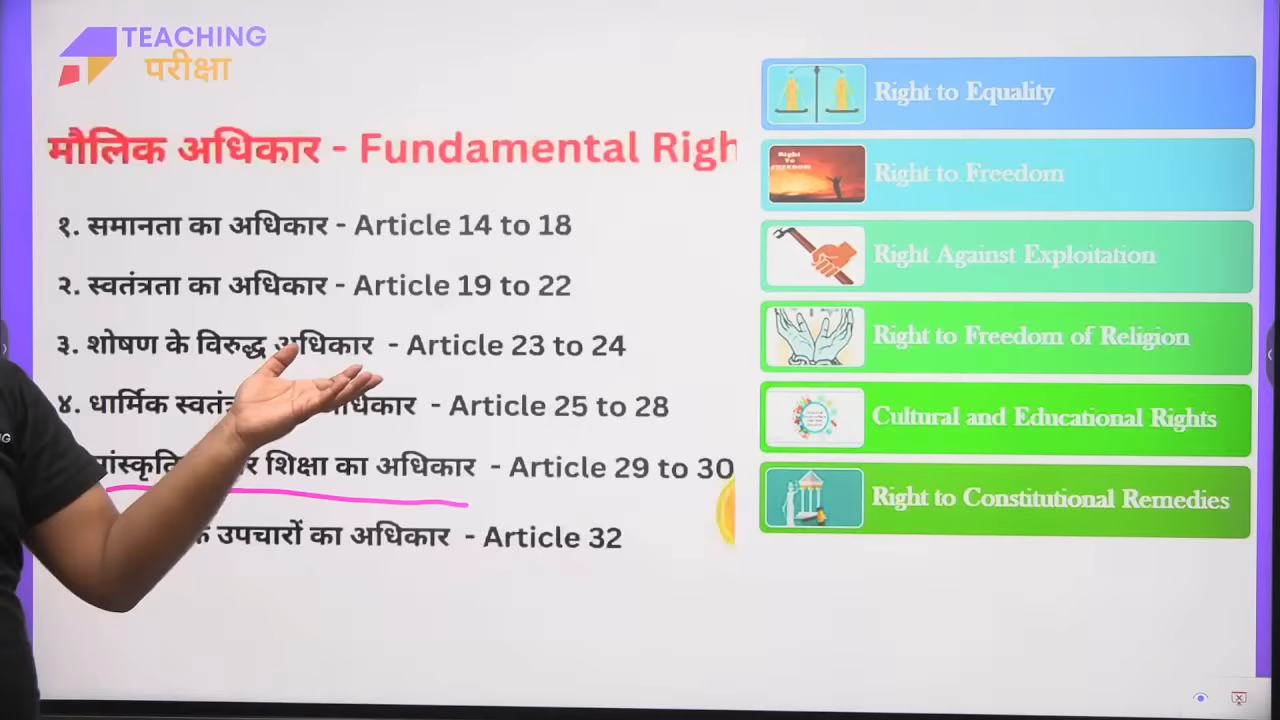 TEACHING
परीक्षा
मौलिक अधिकार - Fundamental Righ
१. समानता का अधिकार - Article 14 to 18
२. स्वतंत्रता का अधिकार - Article 19 to 22
३. शोषण के विरुद्ध अधिकार - Article 23 to 24
४. धार्मिक - Article 25 to 28
शिक्षा का अधिकार - Article 29 to 30
उपचारों का अधिकार - Article 32
Right to Equality
Right to FREEDOM
Right to Freedom
Right Against Exploitation
Right to Freedom of Religion
Cultural and Educational Rights
Right to Constitutional Remedies